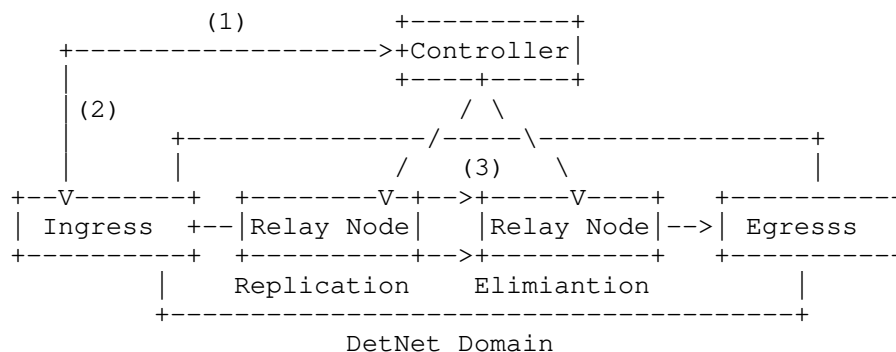 (1)
Controller
(2)
(3)
Ingress Relay Node Relay Node Egresss
Replication Elimiantion
DetNet Domain